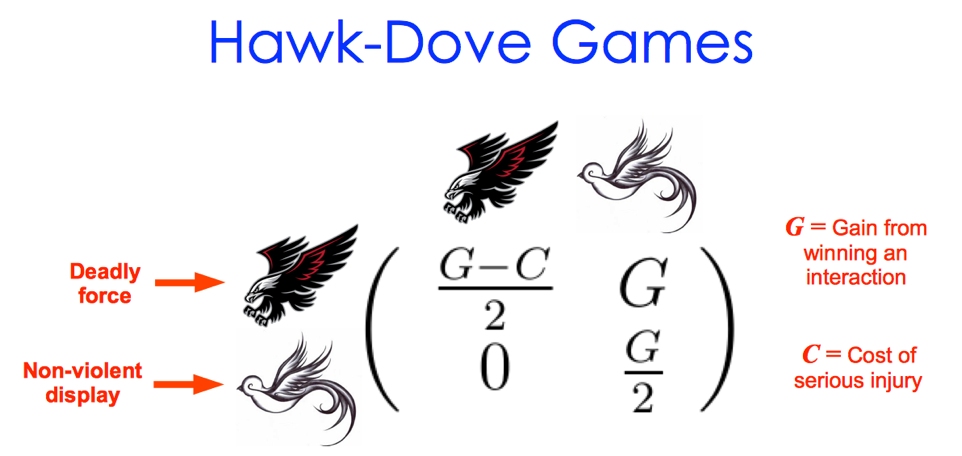 Hawk-Dove Games
G = Gain from
winning an
interaction
Deadly
force
G−C
2
G
0
G
2
Non-violent
display
C = Cost of
serious injury